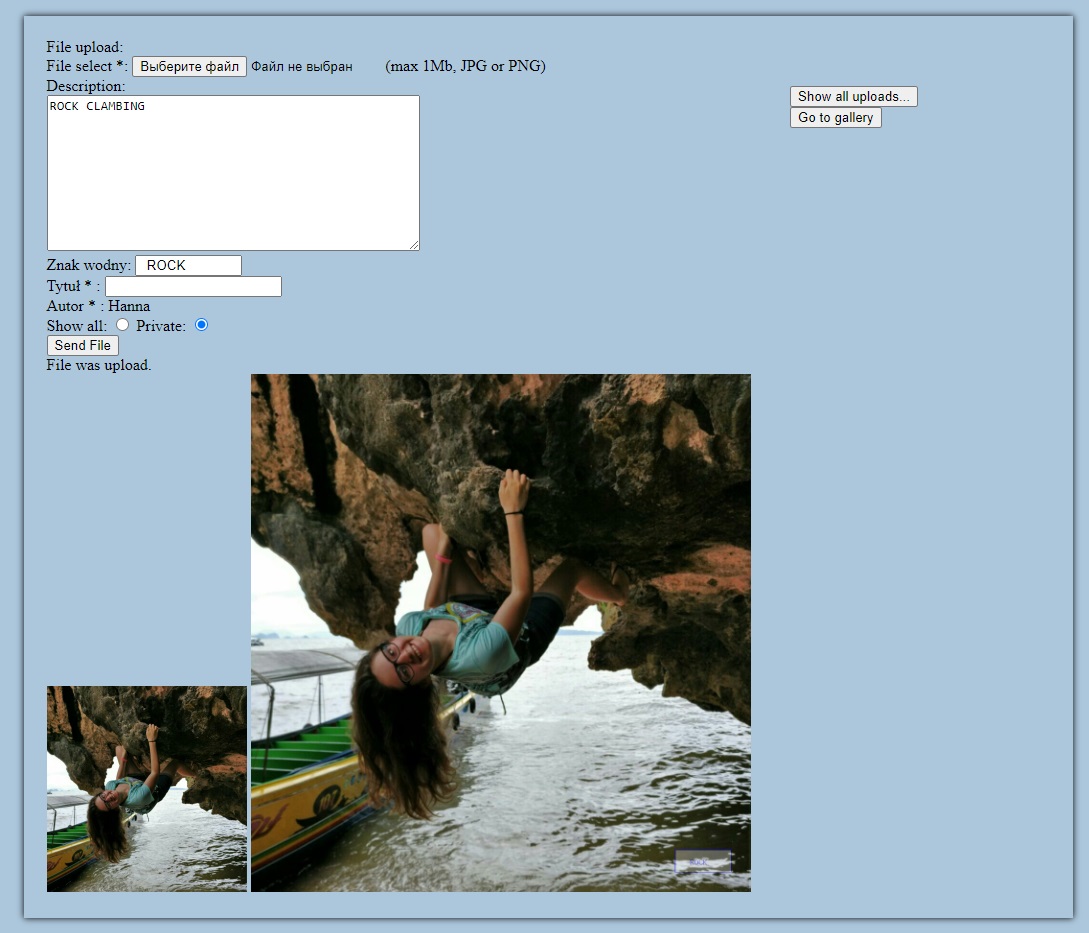 File upload:
File select *: Выберите файл Файл не выбран (max 1Mb, JPG or PNG)
Description:
ROCK CLAMBING
Show all uploads...
Go to gallery
Znak wodny: ROCK
Tytuł * :
Autor * : Hanna
Show all: Private:
Send File
File was upload.